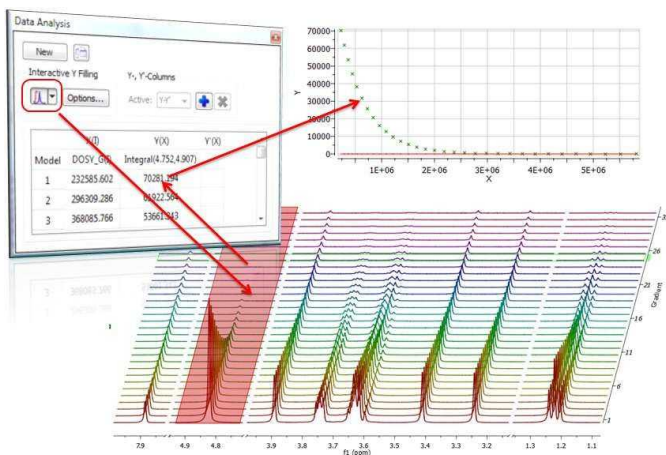 Data Analysis
New
Interactive Y Filling
Y-, Y'-Columns
Options...
Active: Y-Y'
X(I) Y(X) Y'(X)
Model DOSY_G(f) Integral(4.752,4.907)
1 232585.602 70281.194
2 296309.286 61922.564
3 368085.766 53661.343
70000
60000
50000
40000
30000
20000
10000
0
Y
1E+06 2E+06 3E+06 4E+06 5E+06
X
1
6
11
16
21
26
Gradient
7.9 4.9 4.8 3.9 3.8 3.7 3.6 3.5 3.4 3.3 3.2 1.3 1.2 1.1
f1 (ppm)